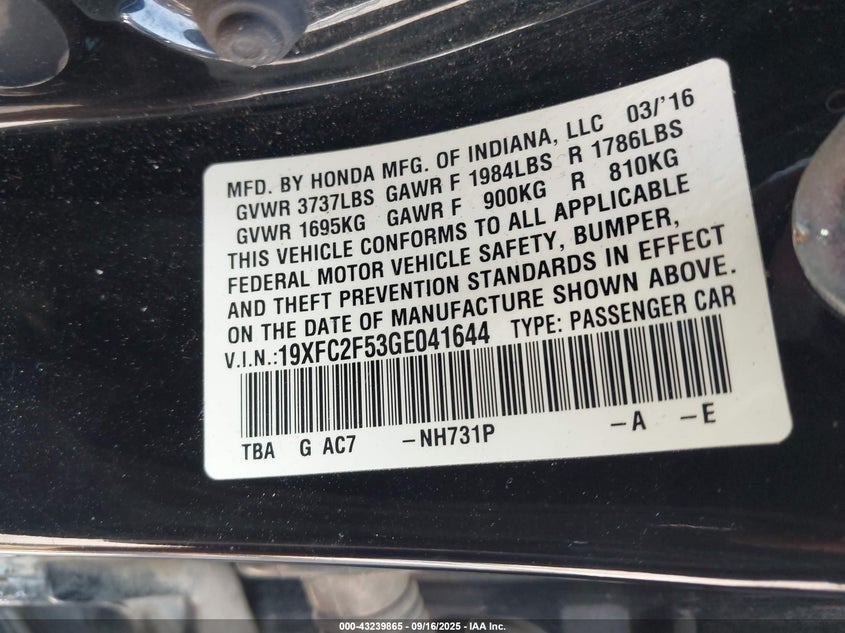 MFD. BY HONDA MFG. OF INDIANA, LLC 03/'16
GVWR 3737LBS GAWR F 1984LBS R 1786LBS
GVWR 1695KG GAWR F 900KG R 810KG
THIS VEHICLE CONFORMS TO ALL APPLICABLE
FEDERAL MOTOR VEHICLE SAFETY, BUMPER,
AND THEFT PREVENTION STANDARDS IN EFFECT
ON THE DATE OF MANUFACTURE SHOWN ABOVE.
V.I.N.:19XFC2F53GE041644 TYPE: PASSENGER CAR
TBA G AC7 -NH731P -A -E
000-43239865 - 09/16/2025 - IAA Inc.